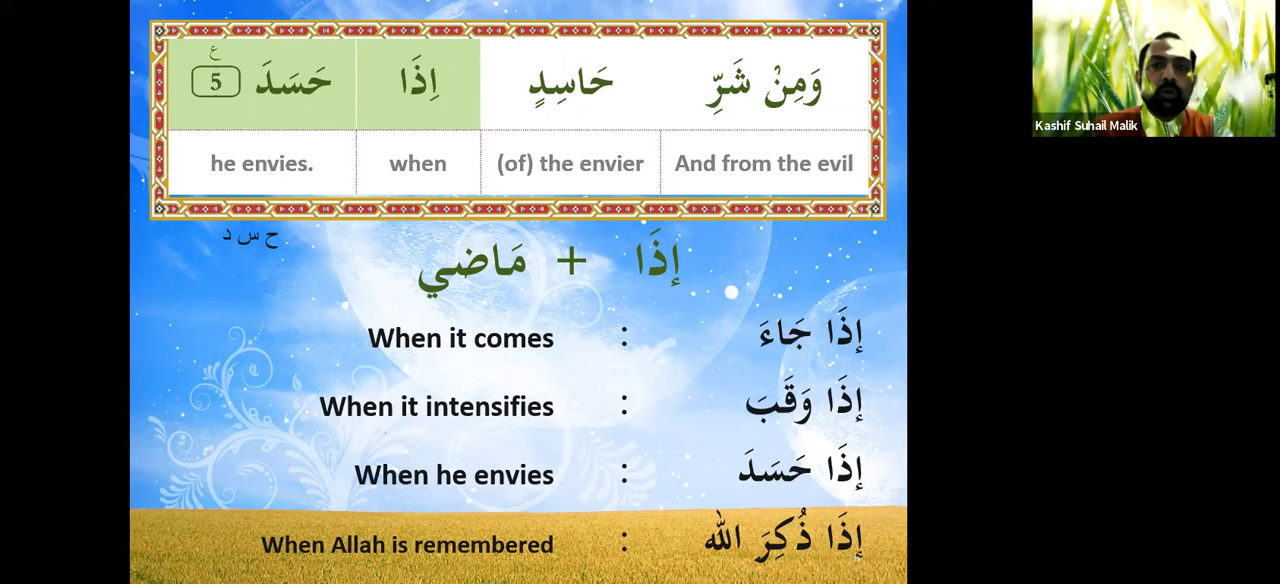 وَمِنْ شَرِّ حَاسِدٍ اِذَا حَسَدَ 5 ع
And from the evil (of) the envier when he envies.
ح س د
إِذَا + مَاضي
إِذَا جَاءَ : When it comes
إِذَا وَقَبَ : When it intensifies
إِذَا حَسَدَ : When he envies
إِذَا ذُكِرَ الله : When Allah is remembered
Kashif Suhail Malik